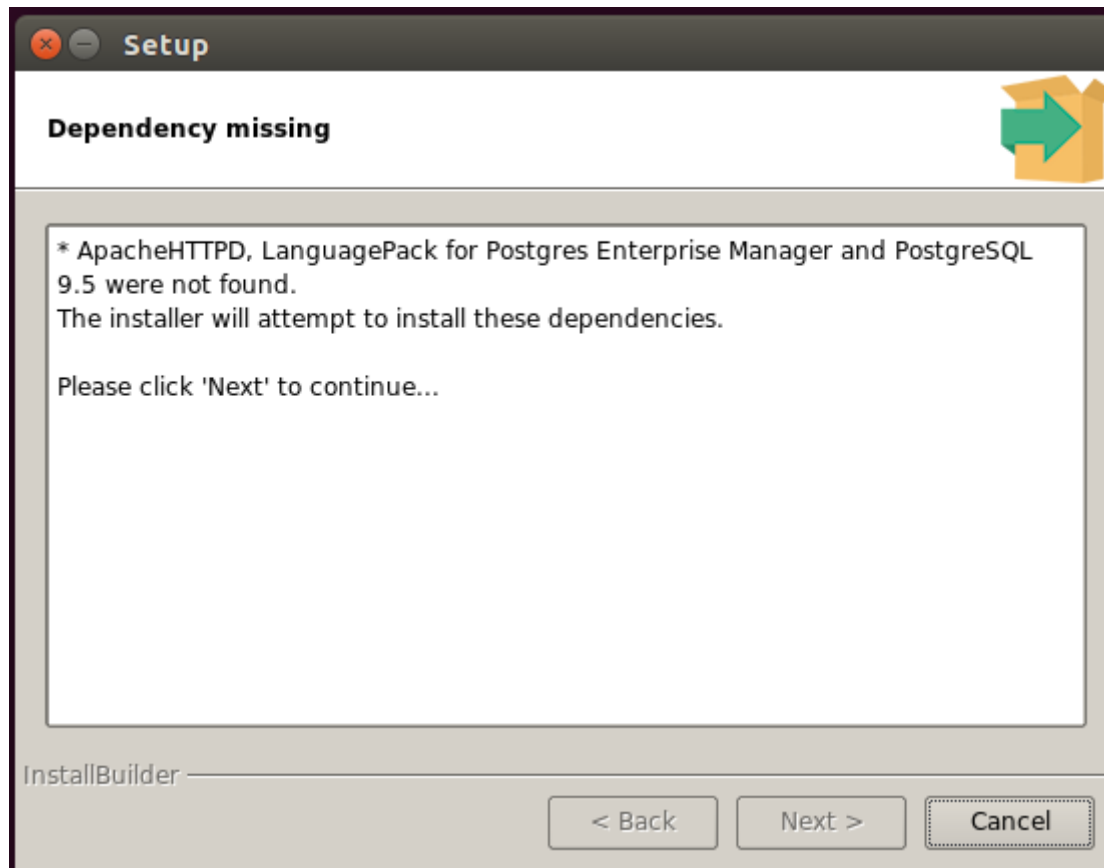 Setup
Dependency missing
* ApacheHTTPD, LanguagePack for Postgres Enterprise Manager and PostgreSQL
9.5 were not found.
The installer will attempt to install these dependencies.
Please click 'Next' to continue...
InstallBuilder
< Back
Next >
Cancel